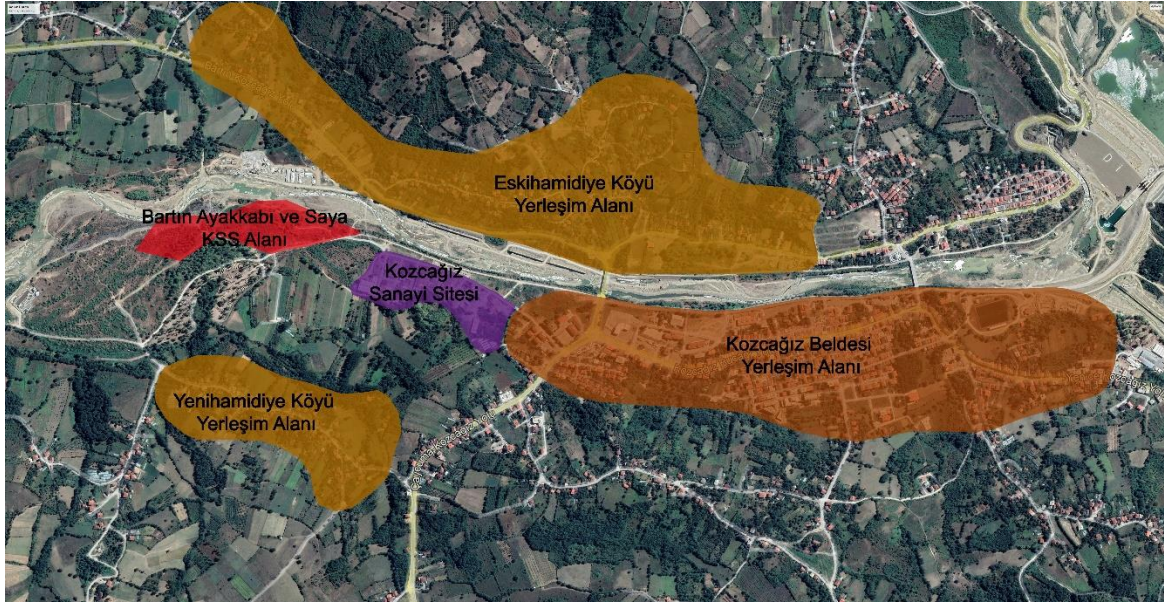 Eskihamidiye Köyü
Yerleşim Alanı
Bartın Ayakkabı ve Saya
KSS Alanı
Kozcağız
Sanayi Sitesi
Kozcağız Beldesi
Yerleşim Alanı
Yenihamidiye Köyü
Yerleşim Alanı